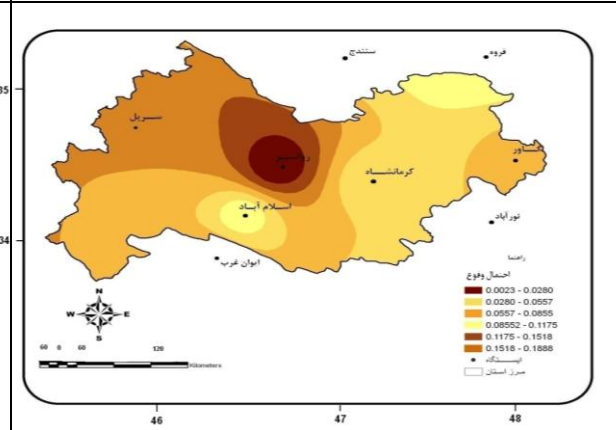 سنندج
قروه
35
سرپل
روانسر
کنگاور
کرمانشاه
اسلام آباد
نورآباد
34
ایوان غرب
راهنما
احتمال وقوع
0.0023 - 0.0280
0.0280 - 0.0557
0.0557 - 0.0855
0.08552 - 0.1175
0.1175 - 0.1518
0.1518 - 0.1888
ایستگاه
مرز استان
N
W E
S
60 0 60 120
Kilometers
46 47 48